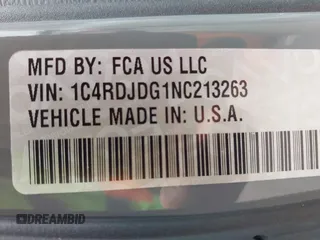 MFD BY: FCA US LLC
VIN: 1C4RDJDG1NC213263
VEHICLE MADE IN U.S.A.
DREAMBID